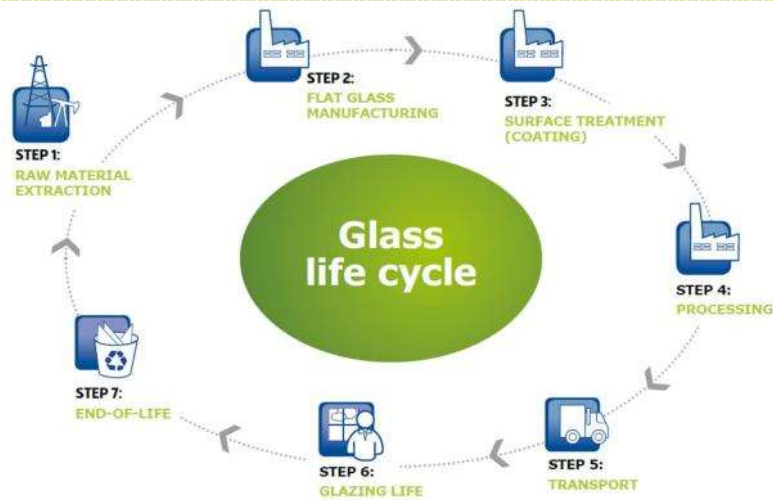 STEP 1:
RAW MATERIAL
EXTRACTION
STEP 2:
FLAT GLASS
MANUFACTURING
STEP 3:
SURFACE TREATMENT
(COATING)
STEP 4:
PROCESSING
STEP 5:
TRANSPORT
STEP 6:
GLAZING LIFE
STEP 7:
END-OF-LIFE
Glass
life cycle